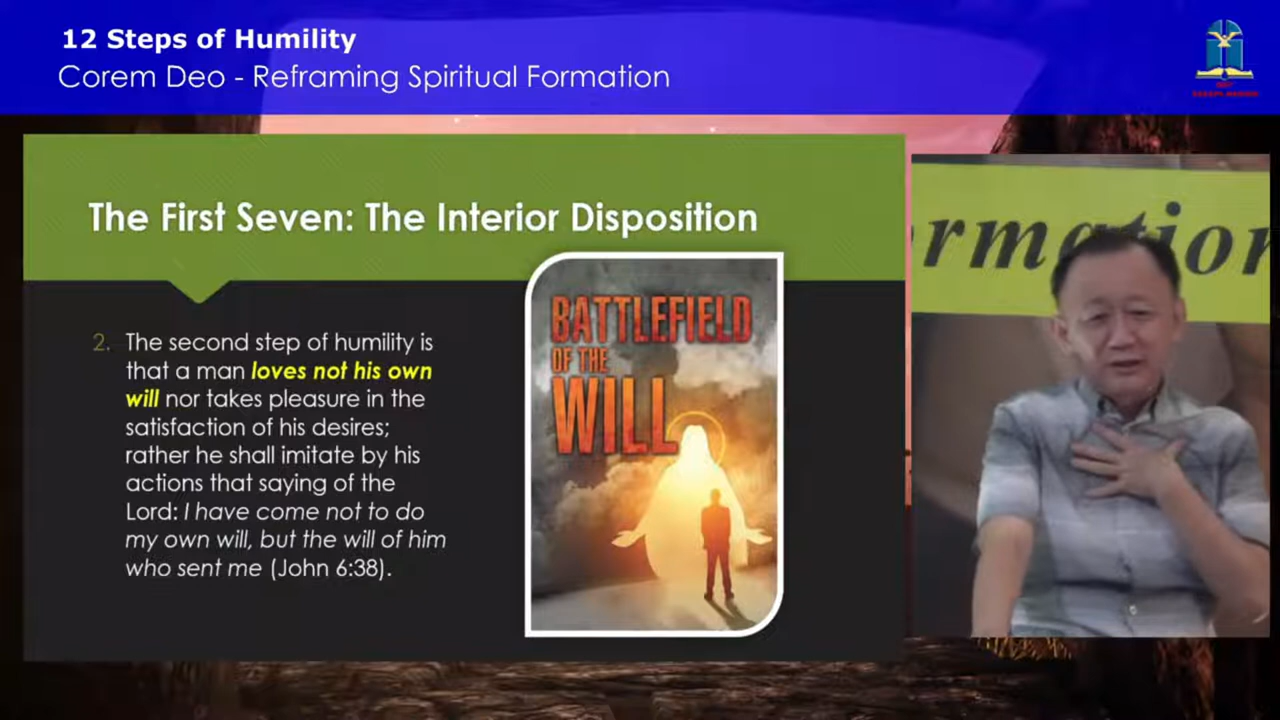 12 Steps of Humility
Corem Deo - Reframing Spiritual Formation
The First Seven: The Interior Disposition
2. The second step of humility is
that a man loves not his own
will nor takes pleasure in the
satisfaction of his desires;
rather he shall imitate by his
actions that saying of the
Lord: I have come not to do
my own will, but the will of him
who sent me (John 6:38).
BATTLEFIELD
OF THE
WILL
rmation